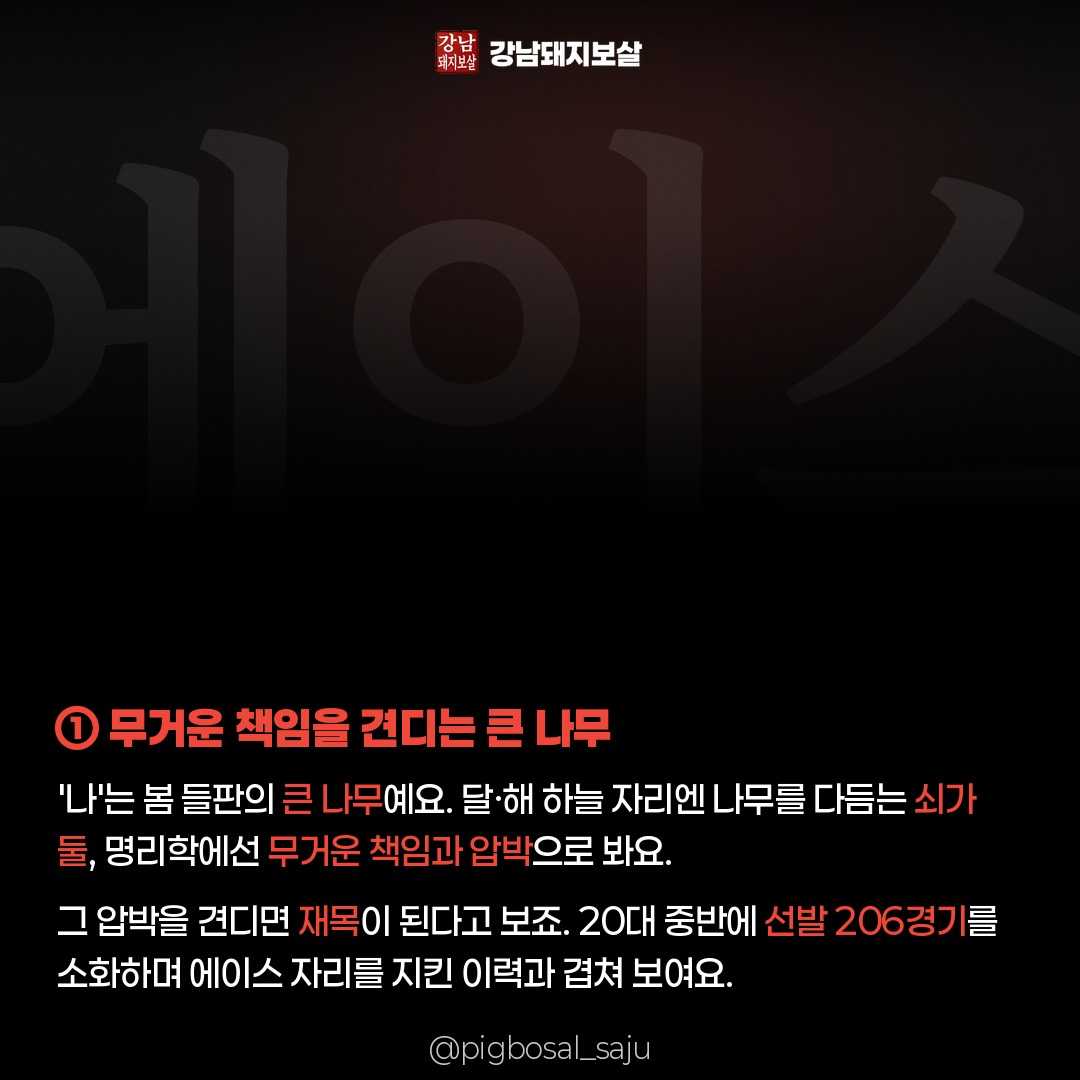 강남
돼지보살
강남돼지보살
에이스
① 무거운 책임을 견디는 큰 나무
'나'는 봄 들판의 큰 나무예요. 달·해 하늘 자리엔 나무를 다듬는 쇠가
둘, 명리학에선 무거운 책임과 압박으로 봐요.
그 압박을 견디면 재목이 된다고 보죠. 20대 중반에 선발 206경기를
소화하며 에이스 자리를 지킨 이력과 겹쳐 보여요.
@pigbosal_saju